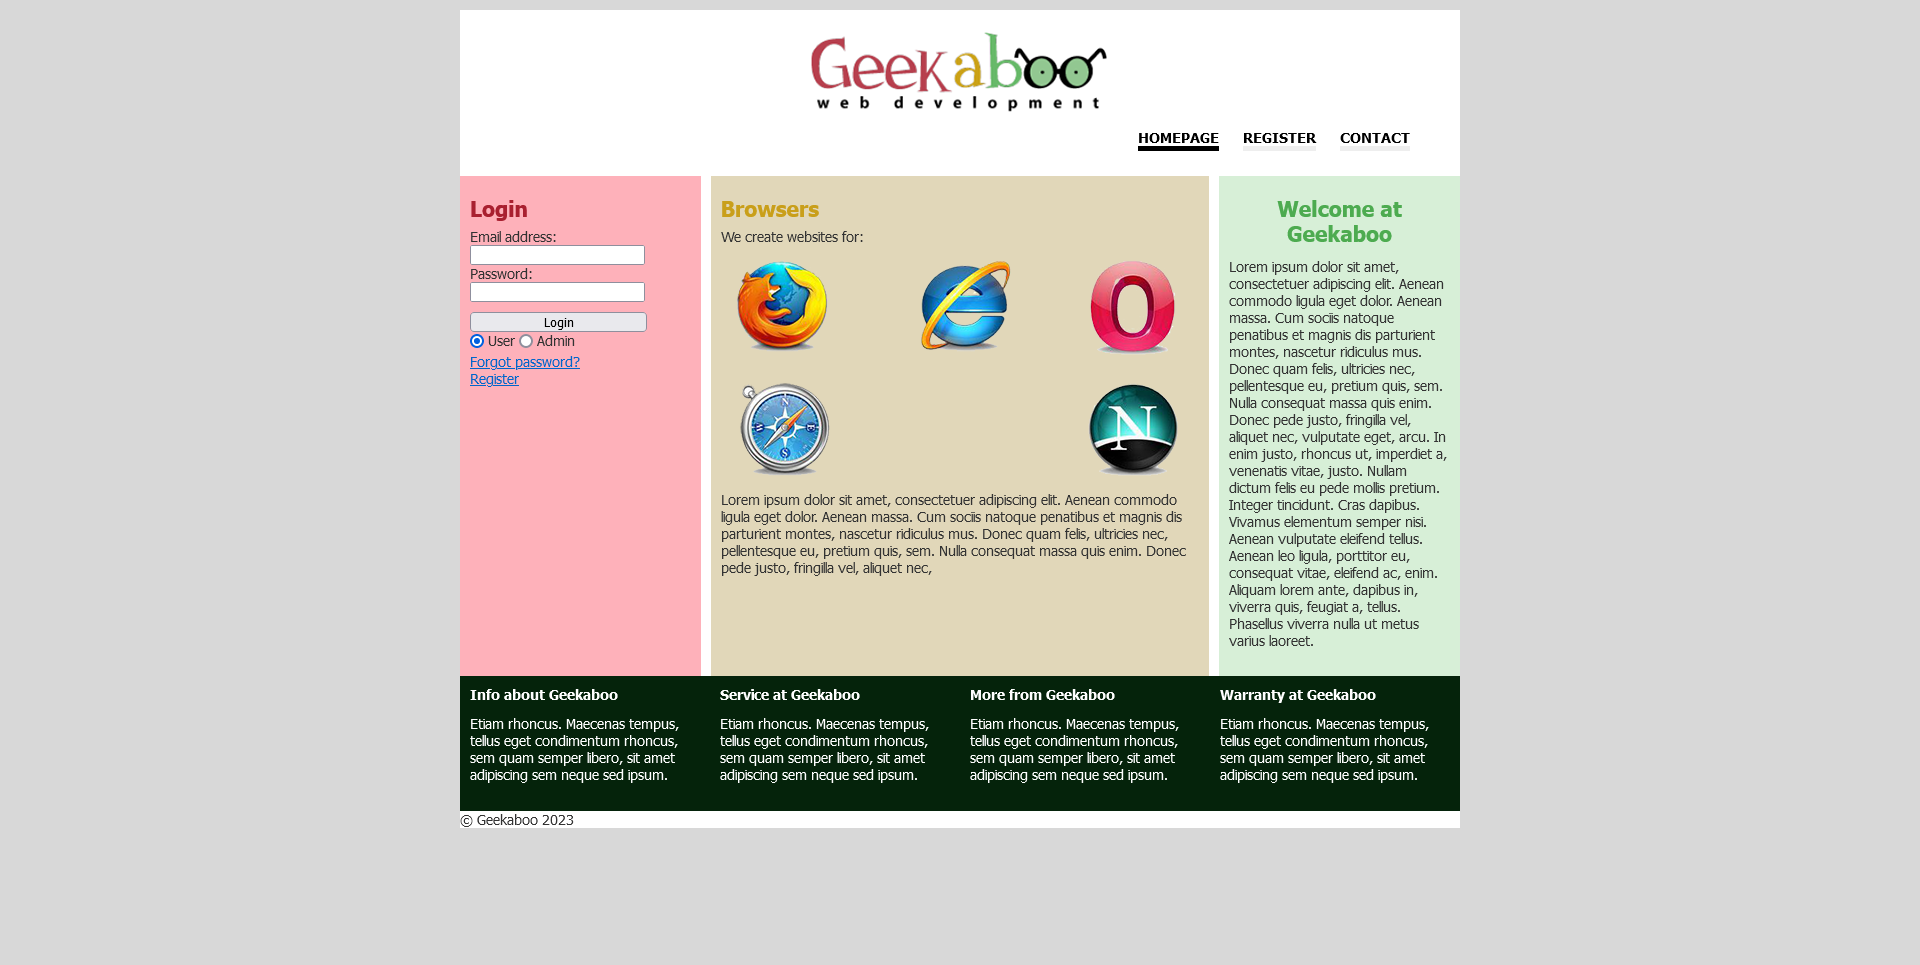 Geekaboo
web development
HOMEPAGE REGISTER CONTACT
Login
Email address:
Password:
Login
User Admin
Forgot password?
Register
Browsers
We create websites for:
N
W E
S
N
Lorem ipsum dolor sit amet, consectetuer adipiscing elit. Aenean commodo
ligula eget dolor. Aenean massa. Cum sociis natoque penatibus et magnis dis
parturient montes, nascetur ridiculus mus. Donec quam felis, ultricies nec,
pellentesque eu, pretium quis, sem. Nulla consequat massa quis enim. Donec
pede justo, fringilla vel, aliquet nec,
Welcome at
Geekaboo
Lorem ipsum dolor sit amet,
consectetuer adipiscing elit. Aenean
commodo ligula eget dolor. Aenean
massa. Cum sociis natoque
penatibus et magnis dis parturient
montes, nascetur ridiculus mus.
Donec quam felis, ultricies nec,
pellentesque eu, pretium quis, sem.
Nulla consequat massa quis enim.
Donec pede justo, fringilla vel,
aliquet nec, vulputate eget, arcu. In
enim justo, rhoncus ut, imperdiet a,
venenatis vitae, justo. Nullam
dictum felis eu pede mollis pretium.
Integer tincidunt. Cras dapibus.
Vivamus elementum semper nisi.
Aenean vulputate eleifend tellus.
Aenean leo ligula, porttitor eu,
consequat vitae, eleifend ac, enim.
Aliquam lorem ante, dapibus in,
viverra quis, feugiat a, tellus.
Phasellus viverra nulla ut metus
varius laoreet.
Info about Geekaboo
Etiam rhoncus. Maecenas tempus,
tellus eget condimentum rhoncus,
sem quam semper libero, sit amet
adipiscing sem neque sed ipsum.
Service at Geekaboo
Etiam rhoncus. Maecenas tempus,
tellus eget condimentum rhoncus,
sem quam semper libero, sit amet
adipiscing sem neque sed ipsum.
More from Geekaboo
Etiam rhoncus. Maecenas tempus,
tellus eget condimentum rhoncus,
sem quam semper libero, sit amet
adipiscing sem neque sed ipsum.
Warranty at Geekaboo
Etiam rhoncus. Maecenas tempus,
tellus eget condimentum rhoncus,
sem quam semper libero, sit amet
adipiscing sem neque sed ipsum.
© Geekaboo 2023